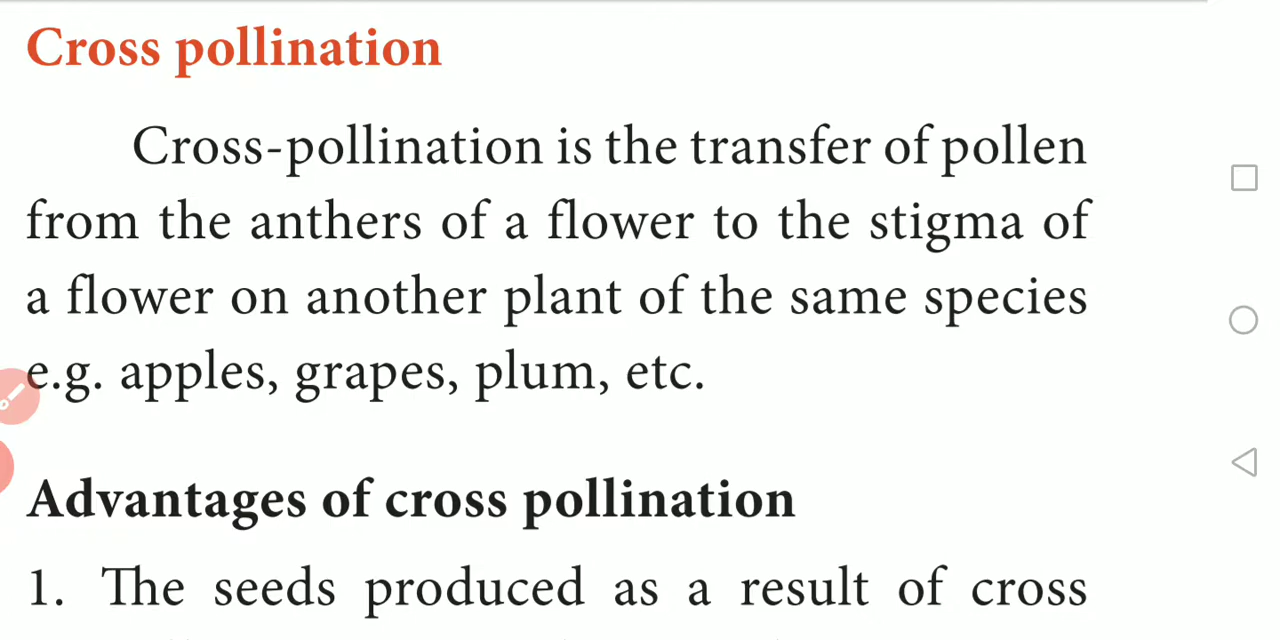 Cross pollination
Cross-pollination is the transfer of pollen
from the anthers of a flower to the stigma of
a flower on another plant of the same species
e.g. apples, grapes, plum, etc.
Advantages of cross pollination
1. The seeds produced as a result of cross